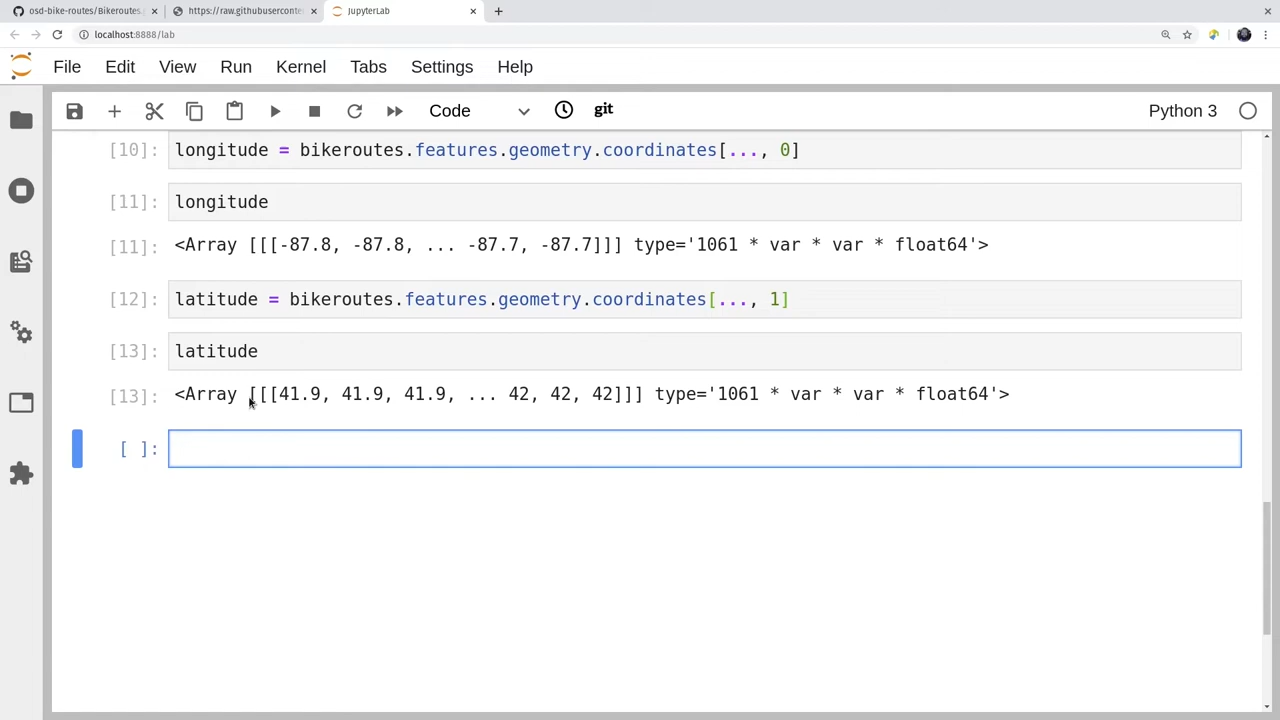 osd-bike-routes/Bikeroutes.
https://raw.githubuserconte
JupyterLab
localhost:8888/lab
File Edit View Run Kernel Tabs Settings Help
Code git Python 3
[10]: longitude = bikeroutes.features.geometry.coordinates[..., 0]
[11]: longitude
[11]: <Array [[[-87.8, -87.8, ... -87.7, -87.7]]] type='1061 * var * var * float64'>
[12]: latitude = bikeroutes.features.geometry.coordinates[..., 1]
[13]: latitude
[13]: <Array [[[41.9, 41.9, 41.9, ... 42, 42, 42]]] type='1061 * var * var * float64'>
[ ]: